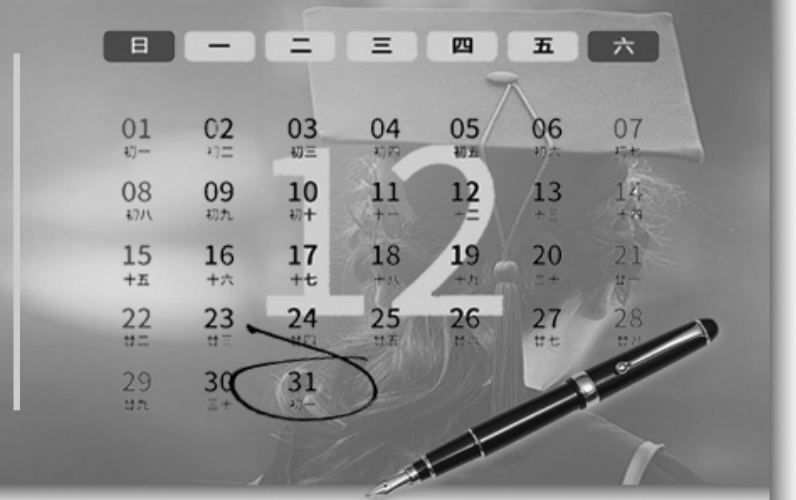 日 一 二 三 四 五 六
01 02 03 04 05 06 07
初一 初二 初三 初四 初五 初六 初七
12
08 09 10 11 12 13 14
初八 初九 初十 十一 十二 十三 十四
15 16 17 18 19 20 21
十五 十六 十七 十八 十九 二十 廿一
22 23 24 25 26 27 28
廿二 廿三 廿四 廿五 廿六 廿七 廿八
29 30 31
廿九 三十 初一